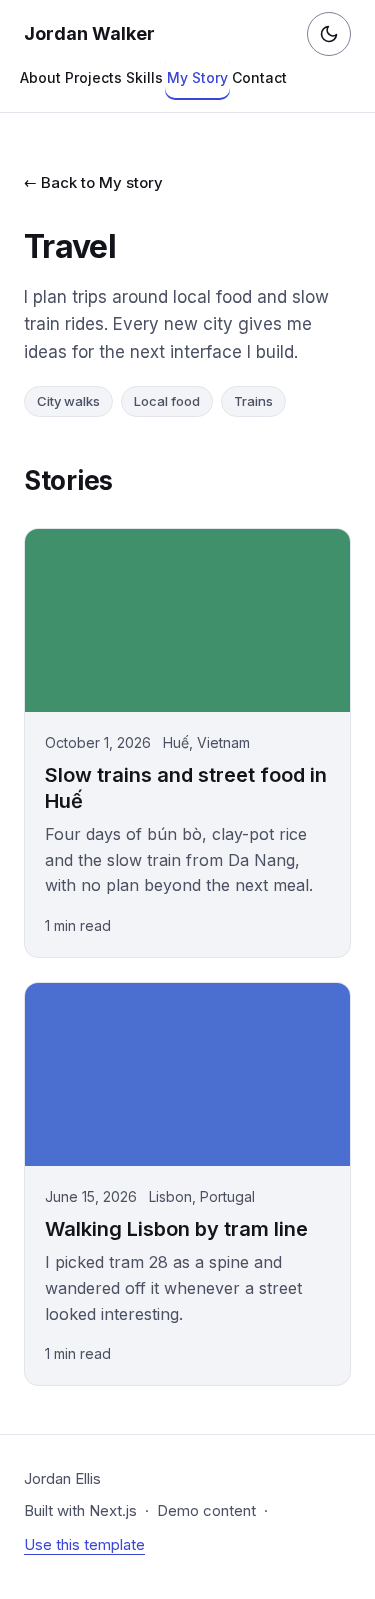 Jordan Walker
About Projects Skills My Story Contact
← Back to My story
Travel
I plan trips around local food and slow
train rides. Every new city gives me
ideas for the next interface I build.
City walks Local food Trains
Stories
October 1, 2026 Huế, Vietnam
Slow trains and street food in
Huế
Four days of bún bò, clay-pot rice
and the slow train from Da Nang,
with no plan beyond the next meal.
1 min read
June 15, 2026 Lisbon, Portugal
Walking Lisbon by tram line
I picked tram 28 as a spine and
wandered off it whenever a street
looked interesting.
1 min read
Jordan Ellis
Built with Next.js · Demo content ·
Use this template